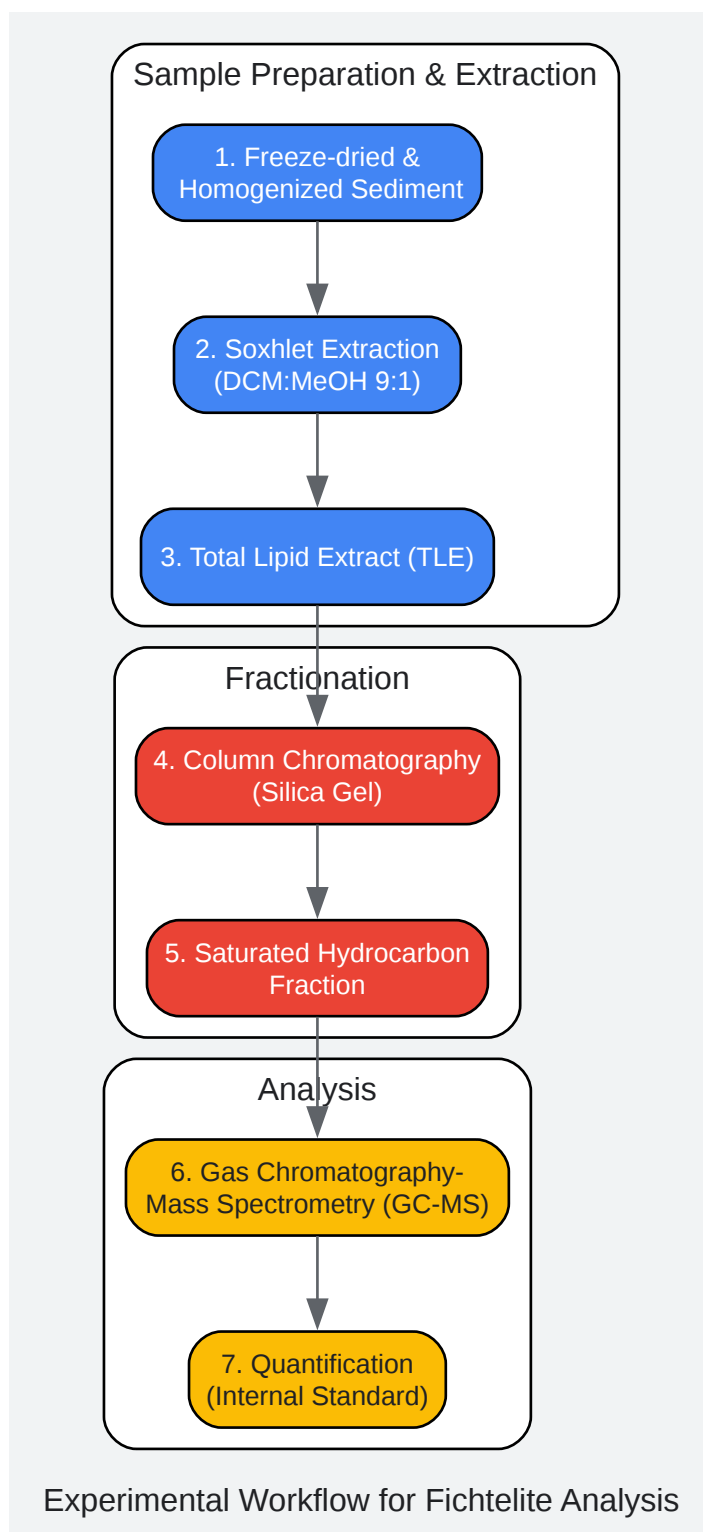 Sample Preparation & Extraction
1. Freeze-dried &
Homogenized Sediment
2. Soxhlet Extraction
(DCM:MeOH 9:1)
3. Total Lipid Extract (TLE)
Fractionation
4. Column Chromatography
(Silica Gel)
5. Saturated Hydrocarbon
Fraction
Analysis
6. Gas Chromatography-
Mass Spectrometry (GC-MS)
7. Quantification
(Internal Standard)
Experimental Workflow for Fichtelite Analysis